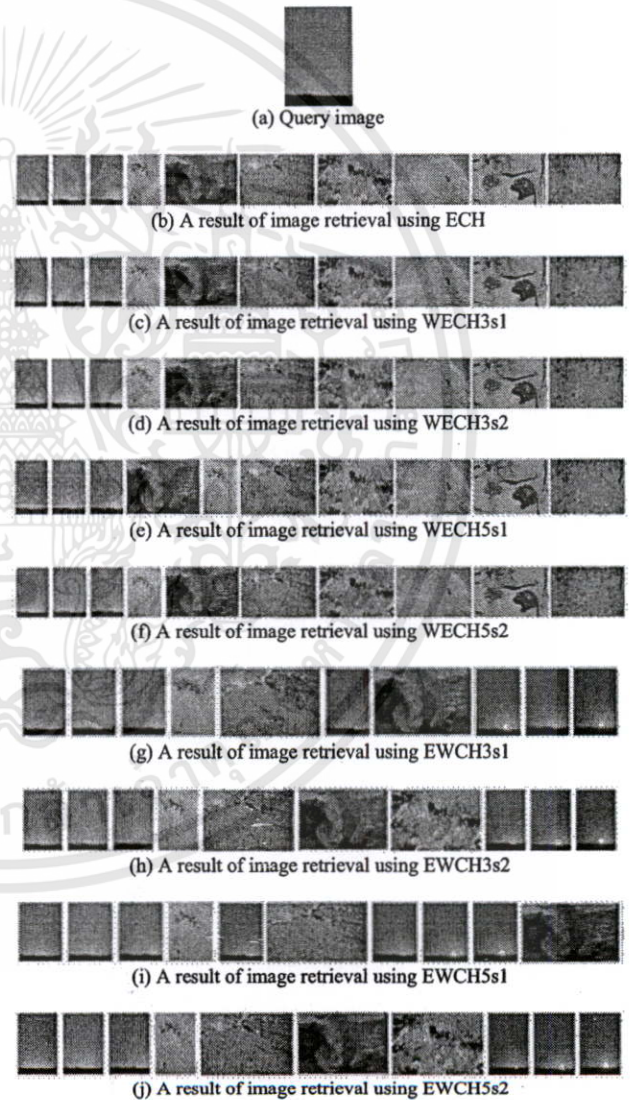 (a) Query image
(b) A result of image retrieval using ECH
(c) A result of image retrieval using WECH3s1
(d) A result of image retrieval using WECH3s2
(e) A result of image retrieval using WECH5s1
(f) A result of image retrieval using WECH5s2
(g) A result of image retrieval using EWCH3s1
(h) A result of image retrieval using EWCH3s2
(i) A result of image retrieval using EWCH5s1
(j) A result of image retrieval using EWCH5s2